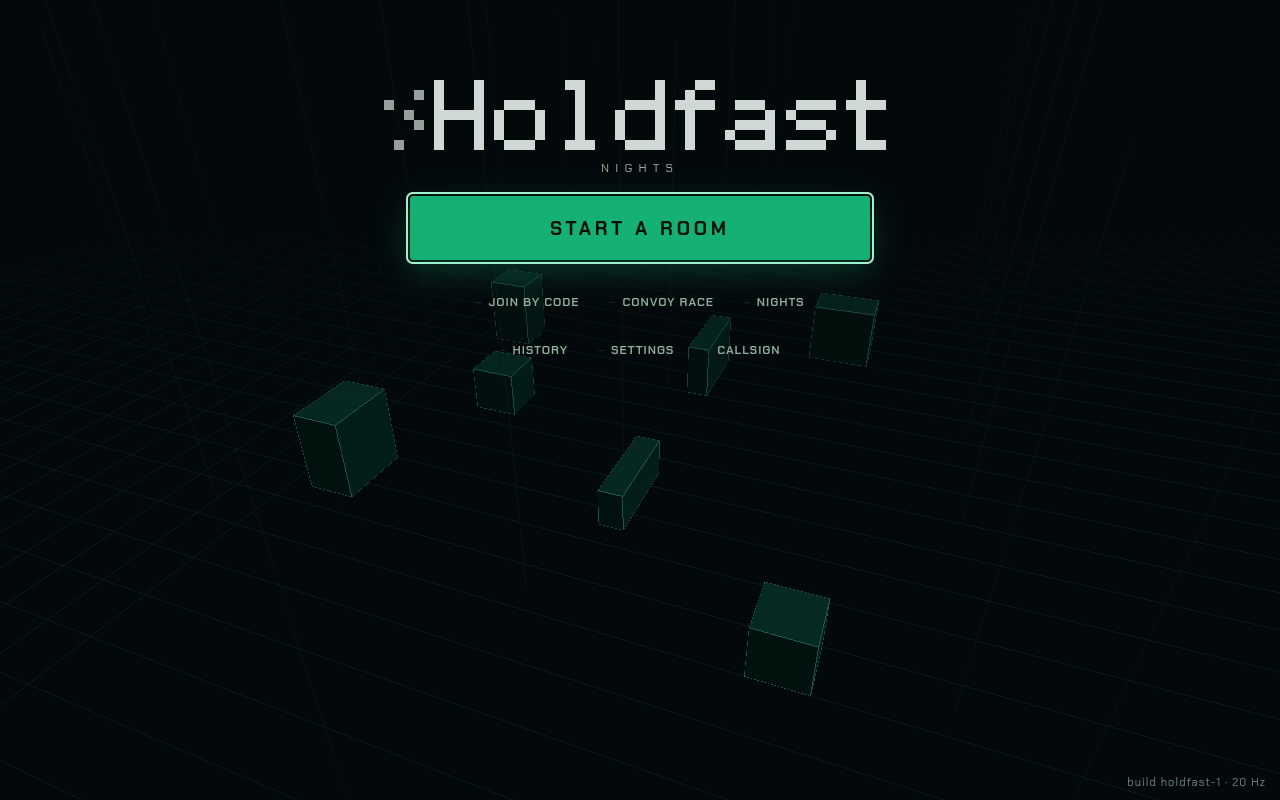 Holdfast
NIGHTS
START A ROOM
JOIN BY CODE CONVOY RACE NIGHTS
HISTORY SETTINGS CALLSIGN
build holdfast-1 · 20 Hz